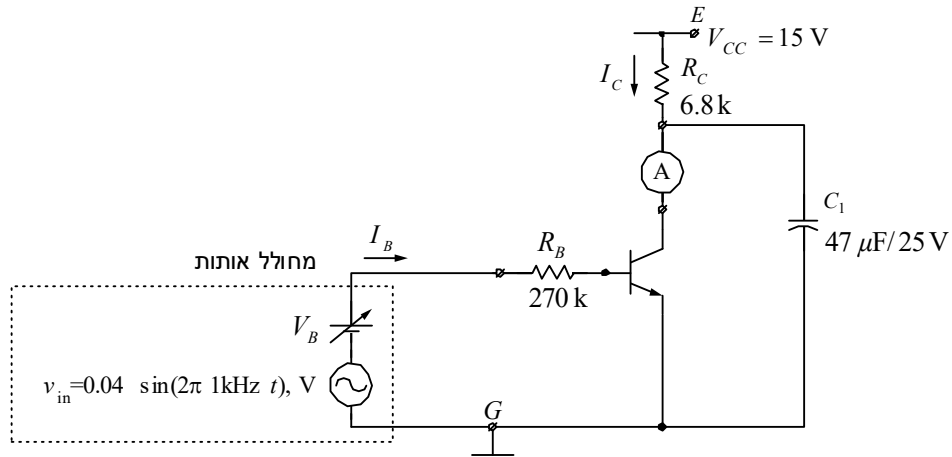 E
V_CC = 15 V
I_C
R_C
6.8 k
A
C_1
47 μF/25 V
I_B
R_B
270 k
מחולל אותות
V_B
v_in=0.04 sin(2π 1kHz t), V
G